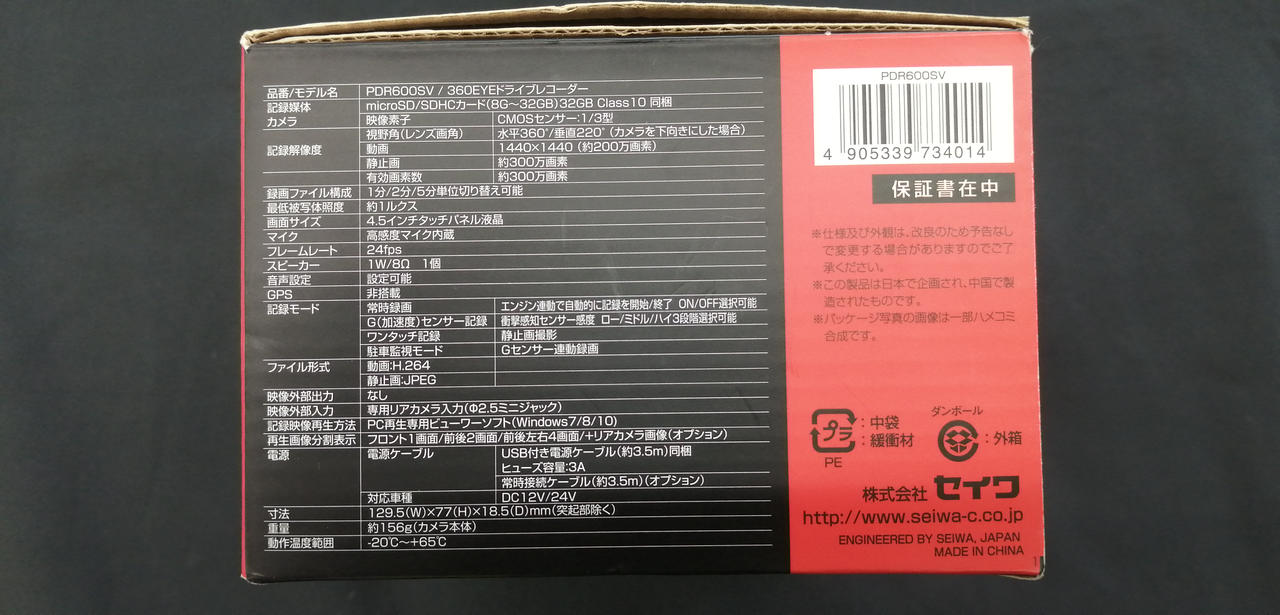 品番/モデル名 PDR600SV / 360EYEドライブレコーダー
記録媒体 microSD/SDHCカード(8G～32GB)32GB Class10 同梱
カメラ 映像素子 CMOSセンサー:1/3型
視野角(レンズ画角) 水平360°/垂直220°(カメラを下向きにした場合)
記録解像度 動画 1440×1440 (約200万画素)
静止画 約300万画素
有効画素数 約300万画素
録画ファイル構成 1分/2分/5分単位切り替え可能
最低被写体照度 約1ルクス
画面サイズ 4.5インチタッチパネル液晶
マイク 高感度マイク内蔵
フレームレート 24fps
スピーカー 1W/8Ω 1個
音声設定 設定可能
GPS 非搭載
記録モード 常時録画 エンジン連動で自動的に記録を開始/終了 ON/OFF選択可能
G(加速度)センサー記録 衝撃感知センサー感度 ロー/ミドル/ハイ3段階選択可能
ワンタッチ記録 静止画撮影
駐車監視モード Gセンサー連動録画
ファイル形式 動画:H.264
静止画:JPEG
映像外部出力 なし
映像外部入力 専用リアカメラ入力(Φ2.5ミニジャック)
記録映像再生方法 PC再生専用ビューワーソフト(Windows7/8/10)
再生画像分割表示 フロント1画面/前後2画面/前後左右4画面/+リアカメラ画像(オプション)
電源 電源ケーブル USB付き電源ケーブル(約3.5m)同梱
ヒューズ容量:3A
常時接続ケーブル(約3.5m)(オプション)
対応車種 DC12V/24V
寸法 129.5(W)×77(H)×18.5(D)mm(突起部除く)
重量 約156g(カメラ本体)
動作温度範囲 -20℃～+65℃
PDR600SV
4 905339 734014
保証書在中
※仕様及び外観は、改良のため予告なし
で変更する場合がありますのでご了
承ください。
※この製品は日本で企画され、中国で製
造されたものです。
※パッケージ写真の画像は一部ハメコミ
合成です。
プラ :中袋
:緩衝材
PE
ダンボール
:外箱
株式会社 セイワ
http://www.seiwa-c.co.jp
ENGINEERED BY SEIWA, JAPAN
MADE IN CHINA